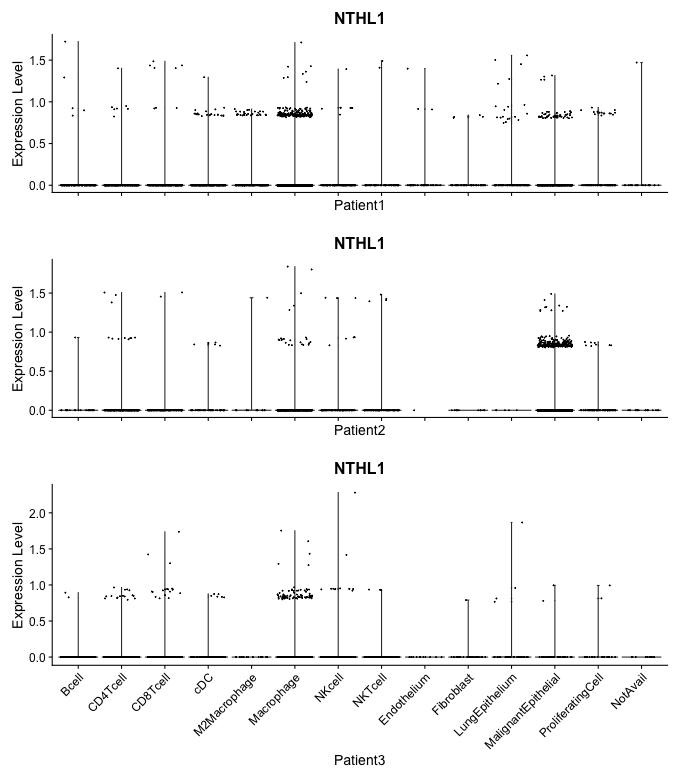 NTHL1
Expression Level
1.5
1.0
0.5
0.0
Patient1
NTHL1
Expression Level
1.5
1.0
0.5
0.0
Patient2
NTHL1
Expression Level
2.0
1.5
1.0
0.5
0.0
Bcell
CD4Tcell
CD8Tcell
cDC
M2Macrophage
Macrophage
NKcell
NKTcell
Endothelium
Fibroblast
LungEpithelium
MalignantEpithelial
ProliferatingCell
NotAvail
Patient3